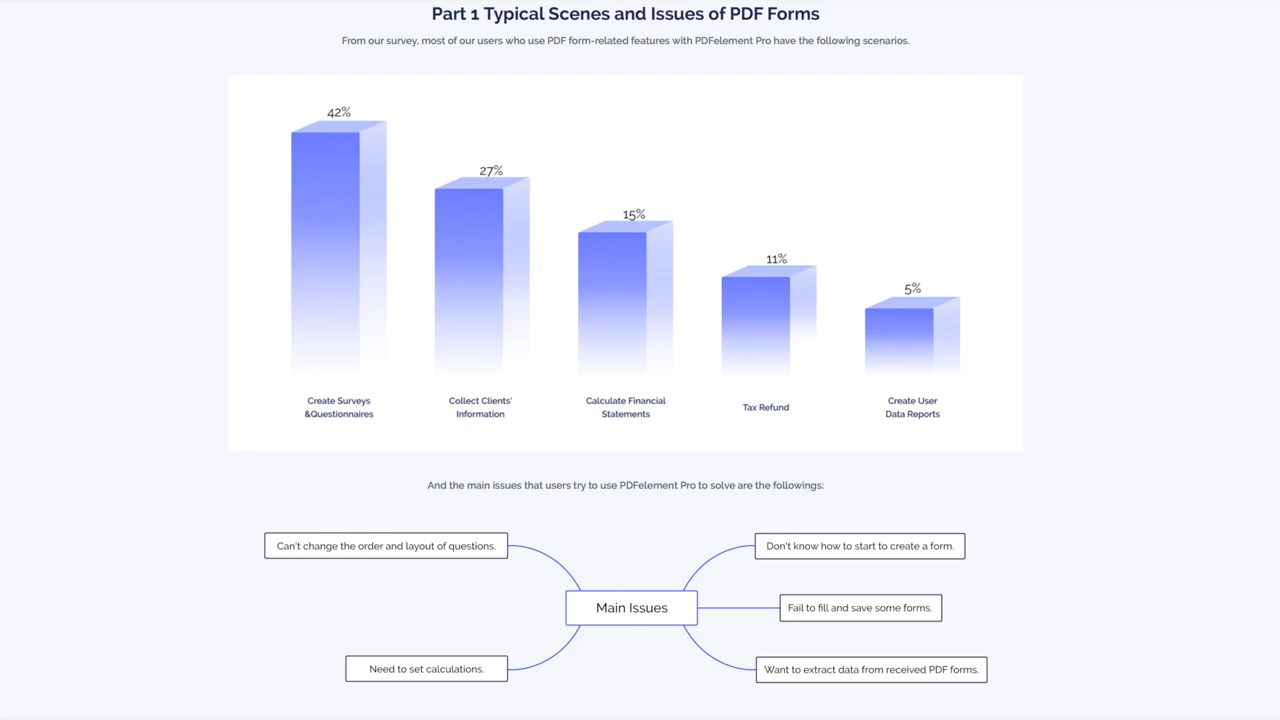 Part 1 Typical Scenes and Issues of PDF Forms
From our survey, most of our users who use PDF form-related features with PDFelement Pro have the following scenarios.
42%
27%
15%
11%
5%
Create Surveys
&Questionnaires
Collect Clients'
Information
Calculate Financial
Statements
Tax Refund
Create User
Data Reports
And the main issues that users try to use PDFelement Pro to solve are the followings:
Can't change the order and layout of questions.
Don't know how to start to create a form.
Main Issues
Fail to fill and save some forms.
Need to set calculations.
Want to extract data from received PDF forms.